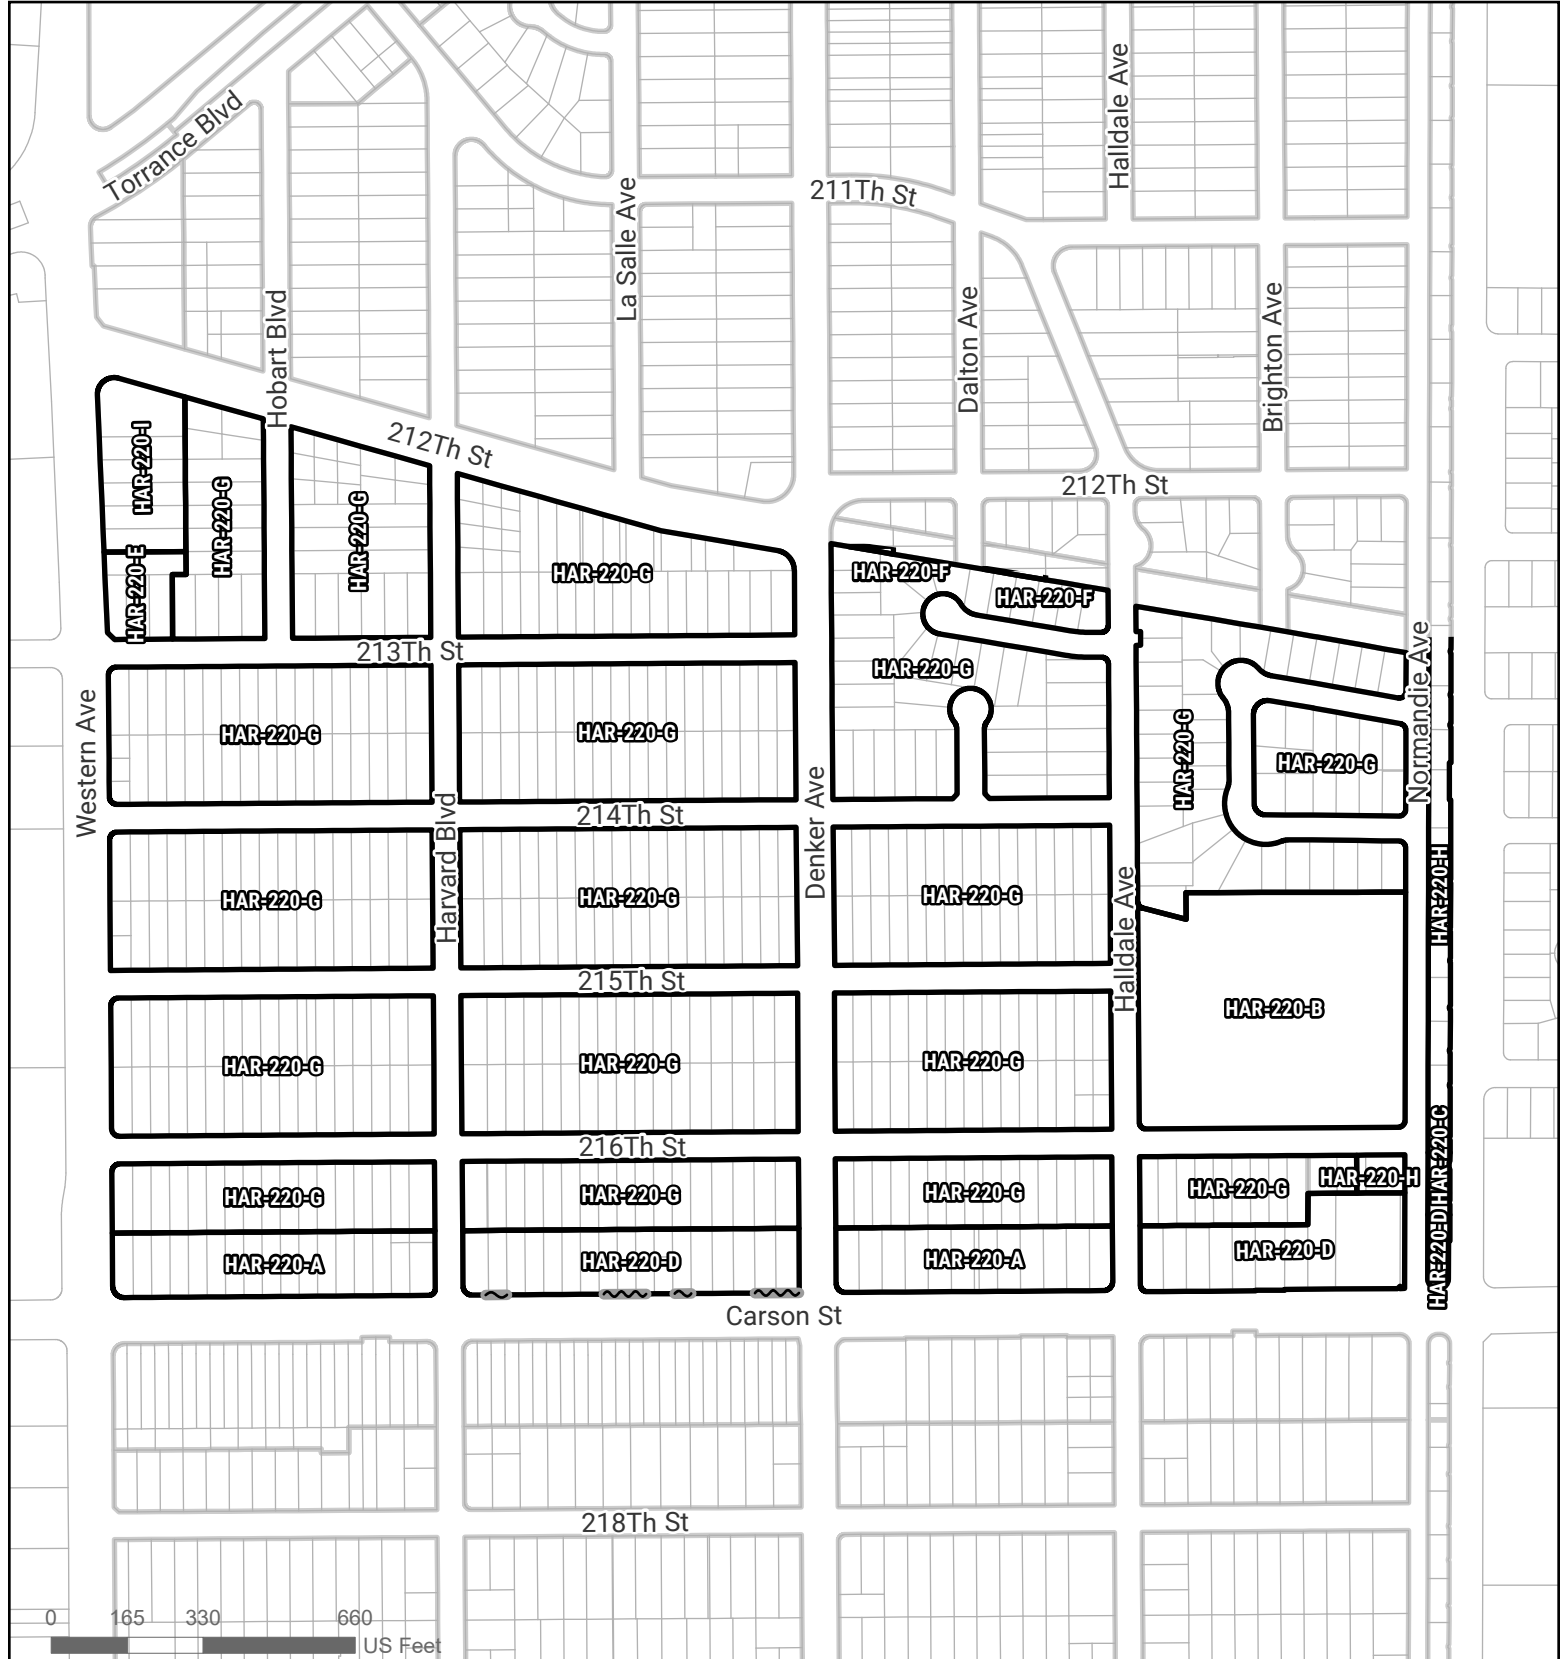 Halldale Ave
Torrance Blvd
211Th St
La Salle Ave
Hobart Blvd
Dalton Ave
Brighton Ave
212Th St
212Th St
HAR-220-I
HAR-220-G
HAR-220-G
HAR-220-E
HAR-220-G
HAR-220-F
HAR-220-F
213Th St
HAR-220-G
Normandie Ave
Western Ave
HAR-220-G
HAR-220-G
HAR-220-G
HAR-220-G
214Th St
Denker Ave
Harvard Blvd
HAR-220-H
HAR-220-G
HAR-220-G
HAR-220-G
Halldale Ave
215Th St
HAR-220-B
HAR-220-G
HAR-220-G
HAR-220-G
216Th St
HAR-220-C
HAR-220-G
HAR-220-G
HAR-220-G
HAR-220-G
HAR-220-H
HAR-220-D
HAR-220-A
HAR-220-D
HAR-220-A
HAR-220-D
Carson St
218Th St
0 165 330 660
US Feet